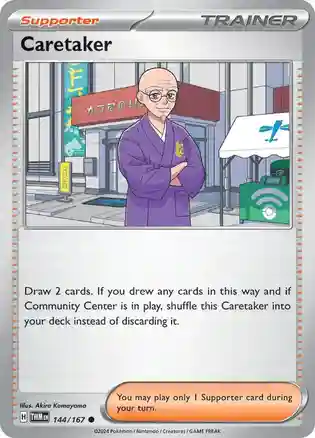 Supporter
TRAINER
Caretaker
Draw 2 cards. If you drew any cards in this way and if
Community Center is in play, shuffle this Caretaker into
your deck instead of discarding it.
Illus. Akira Komayama
You may only play 1 Supporter card during
your turn.
H TWM EN 144/167
©2024 Pokémon / Nintendo / Creatures / GAME FREAK